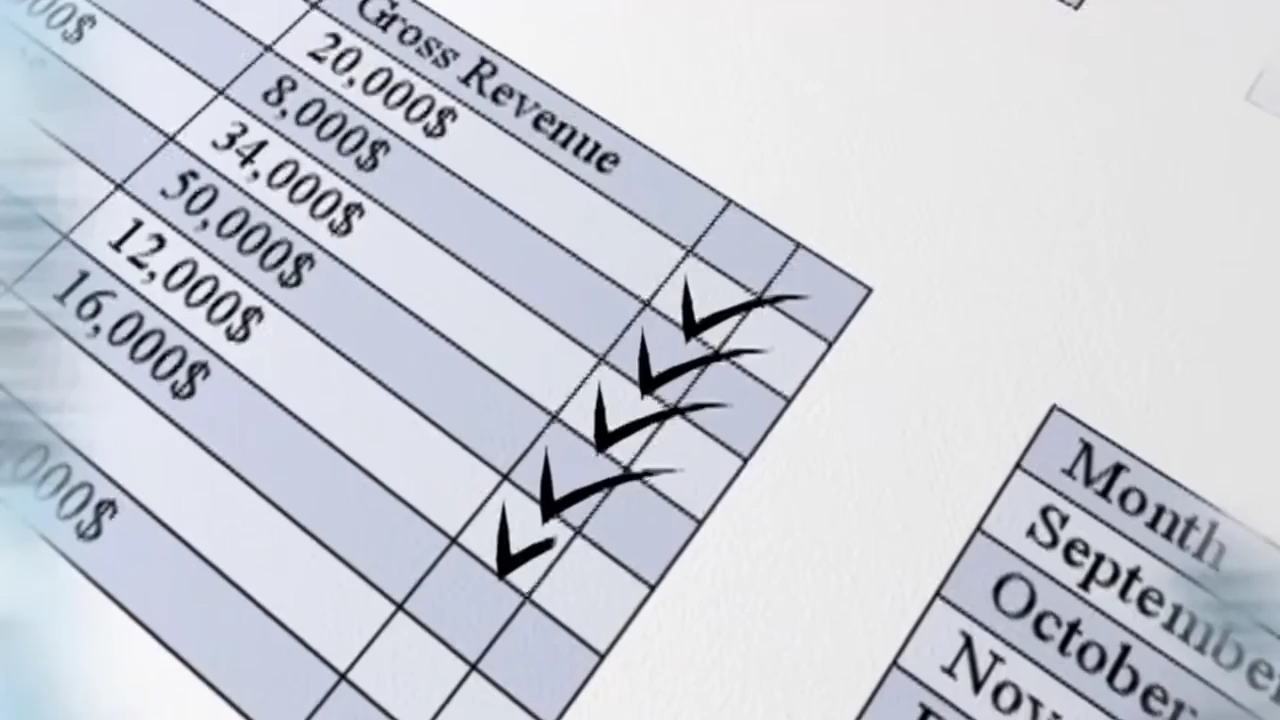 Gross Revenue
20,000$
8,000$
34,000$
50,000$
12,000$
16,000$
Month
September
October